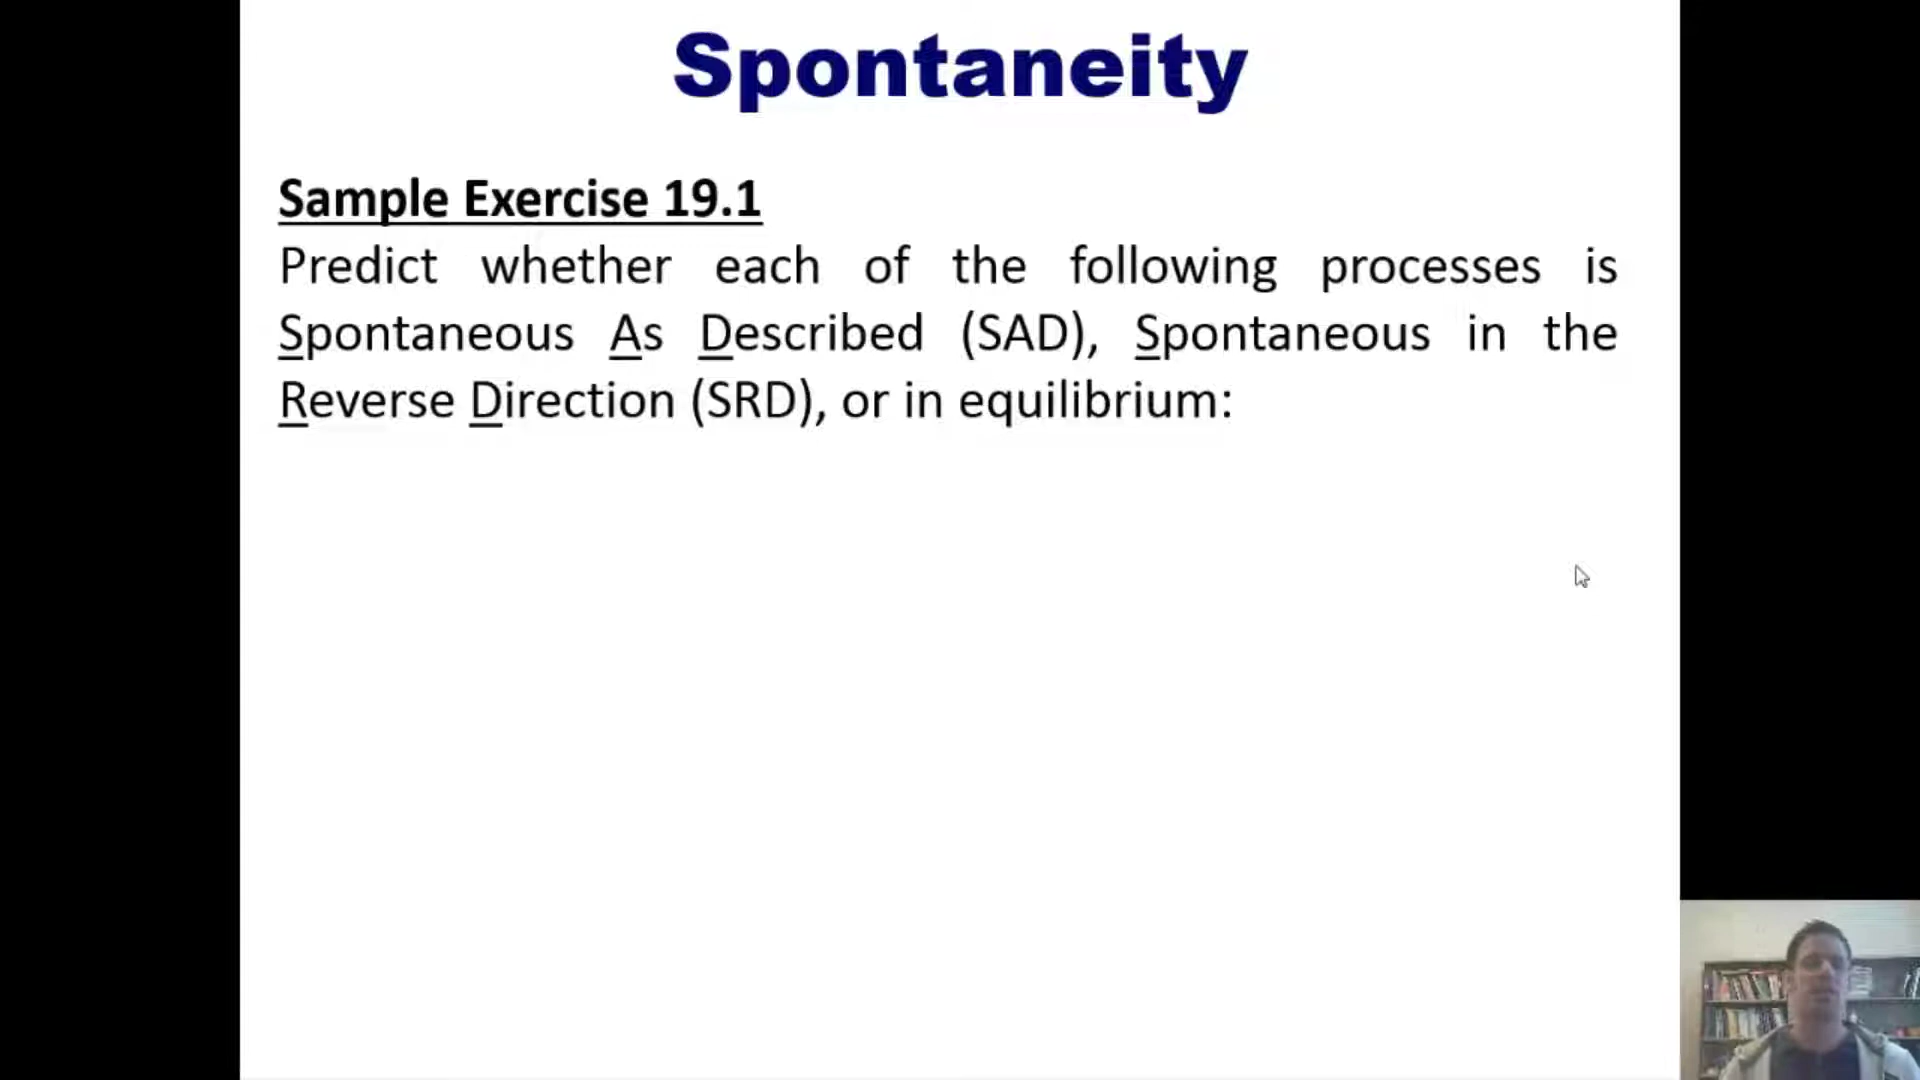 Spontaneity
Sample Exercise 19.1
Predict whether each of the following processes is
Spontaneous As Described (SAD), Spontaneous in the
Reverse Direction (SRD), or in equilibrium: